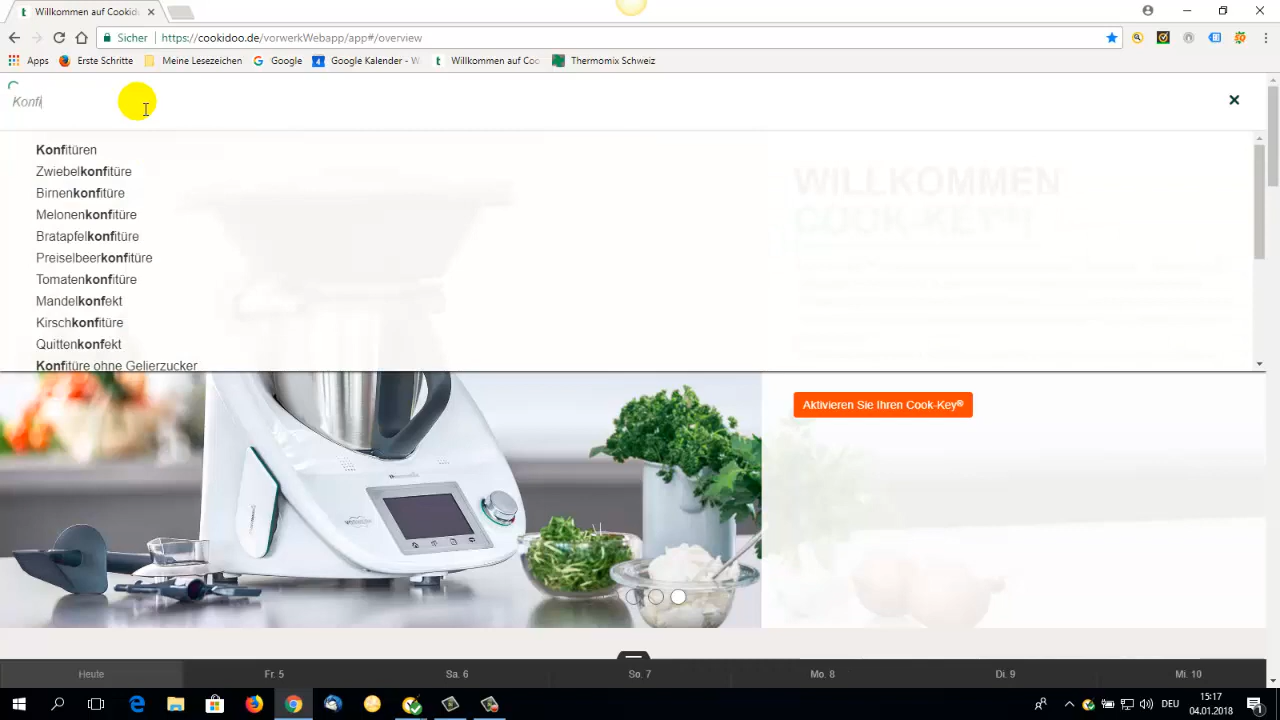 Willkommen auf Cookid
Sicher
https://cookidoo.de/vorwerkWebapp/app#/overview
Apps
Erste Schritte
Meine Lesezeichen
Google
Google Kalender - W
Willkommen auf Coo
Thermomix Schweiz
Konfi
Konfitüren
Zwiebelkonfitüre
Birnenkonfitüre
Melonenkonfitüre
Bratapfelkonfitüre
Preiselbeerkonfitüre
Tomatenkonfitüre
Mandelkonfekt
Kirschkonfitüre
Quittenkonfekt
Konfitüre ohne Gelierzucker
WILLKOMMEN
COOK-KEY®!
Aktivieren Sie Ihren Cook-Key®
Heute
Fr. 5
Sa. 6
So. 7
Mo. 8
Di. 9
Mi. 10
DEU
15:17
04.01.2018